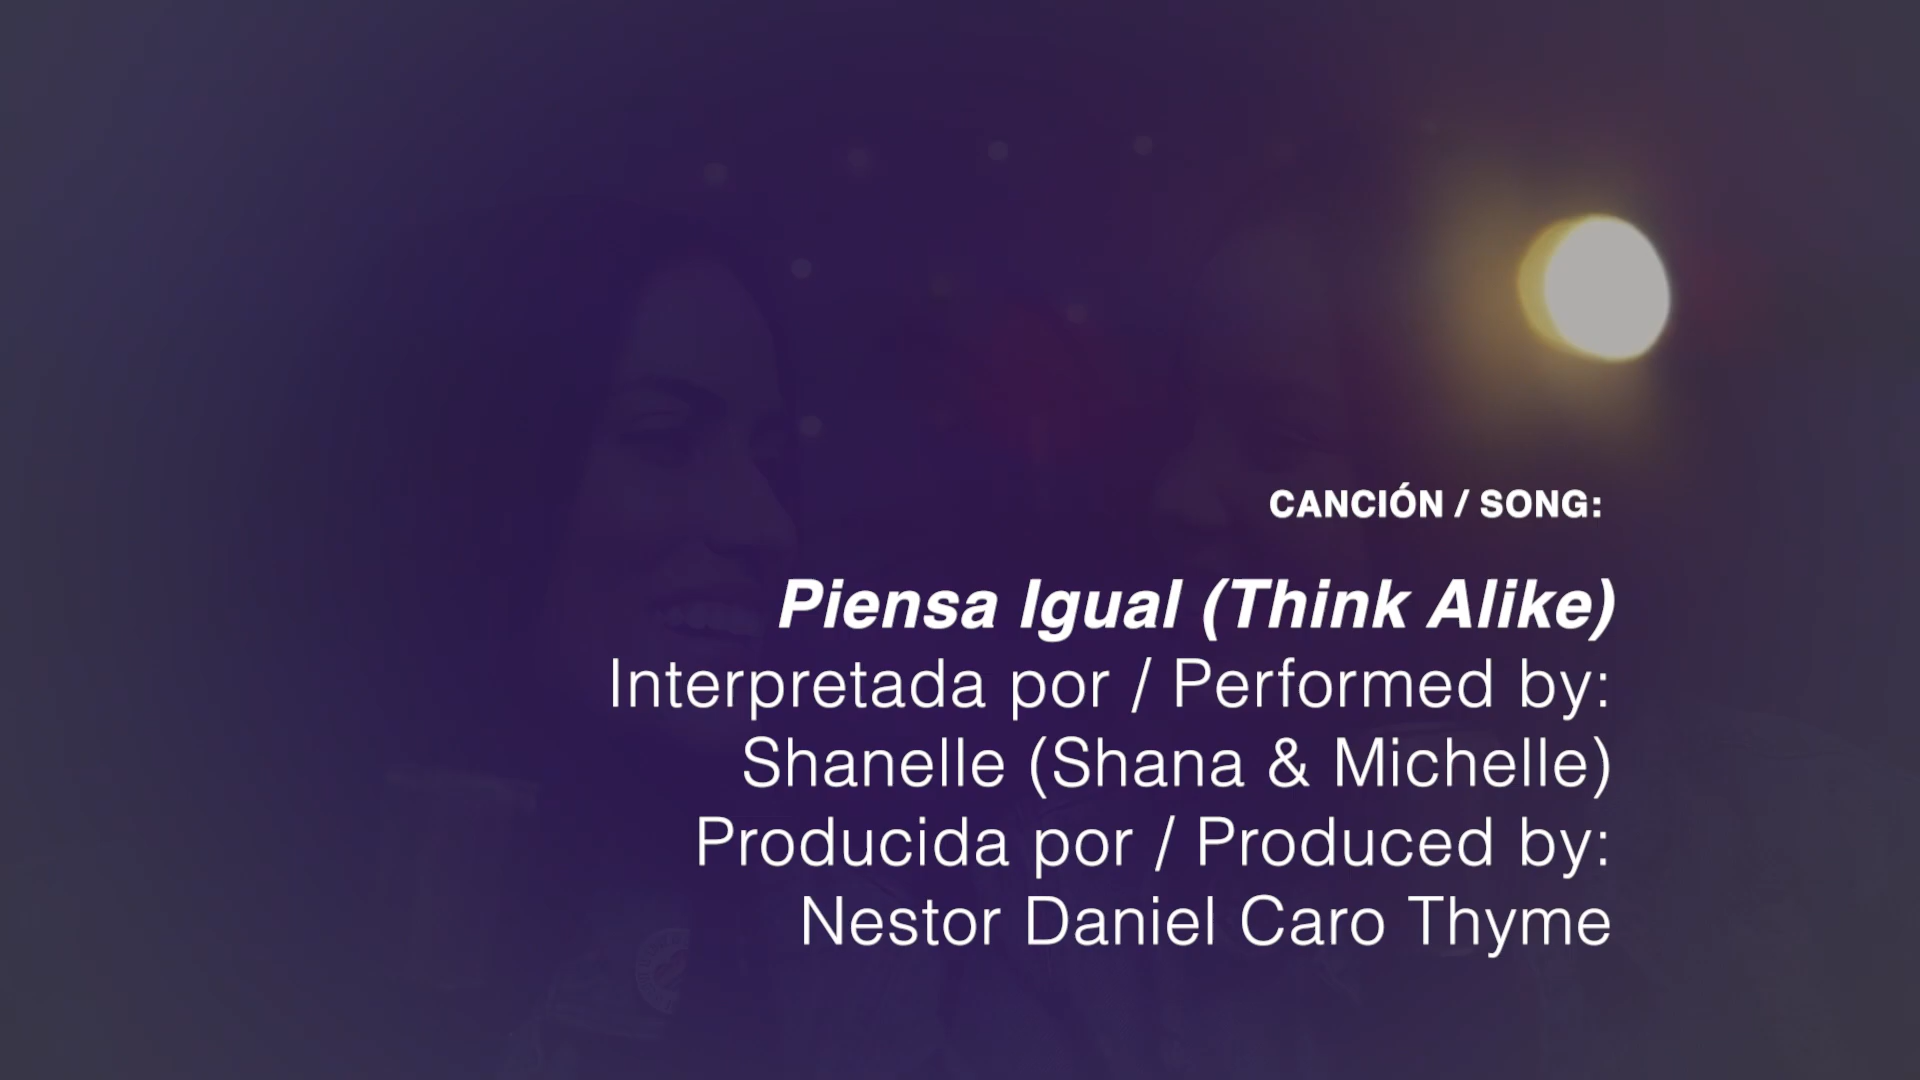 CANCIÓN / SONG:
Piensa Igual (Think Alike)
Interpretada por / Performed by:
Shanelle (Shana & Michelle)
Producida por / Produced by:
Nestor Daniel Caro Thyme